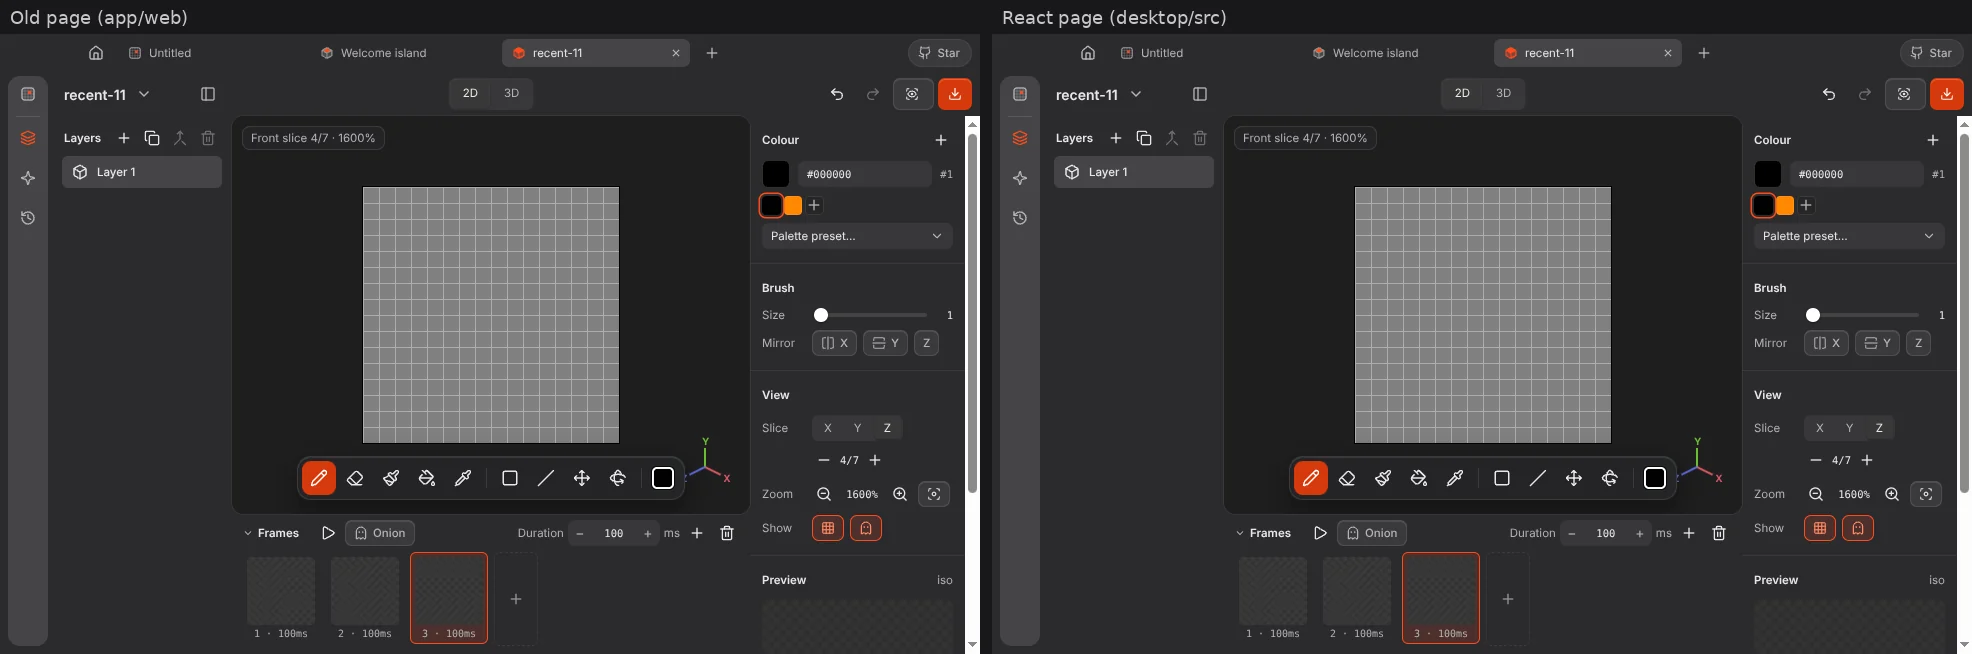 Old page (app/web)
Untitled
Welcome island
recent-11
Star
recent-11
2D 3D
Layers
Layer 1
Front slice 4/7 · 1600%
Y
X
Colour
#000000 #1
Palette preset...
Brush
Size 1
Mirror X Y Z
View
Slice X Y Z
4/7
Zoom 1600%
Show
Preview iso
Frames Onion Duration 100 ms
1 · 100ms 2 · 100ms 3 · 100ms
React page (desktop/src)
Untitled
Welcome island
recent-11
Star
recent-11
2D 3D
Layers
Layer 1
Front slice 4/7 · 1600%
Y
X
Colour
#000000 #1
Palette preset...
Brush
Size 1
Mirror X Y Z
View
Slice X Y Z
4/7
Zoom 1600%
Show
Preview iso
Frames Onion Duration 100 ms
1 · 100ms 2 · 100ms 3 · 100ms